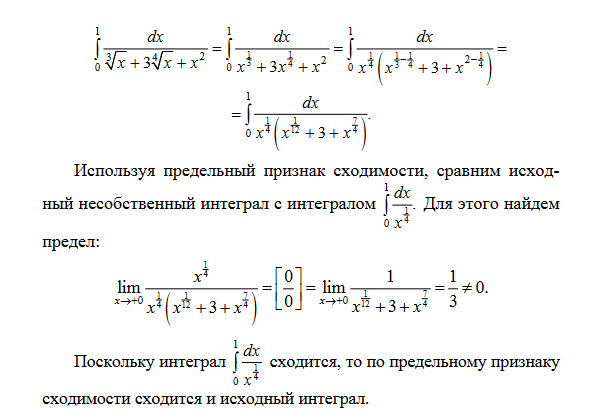 $$\int_0^1 \frac{dx}{\sqrt[3]{x}+3\sqrt[4]{x}+x^2} = \int_0^1 \frac{dx}{x^{\frac{1}{3}}+3x^{\frac{1}{4}}+x^2} = \int_0^1 \frac{dx}{x^{\frac{1}{4}}\left(x^{\frac{1}{3}-\frac{1}{4}}+3+x^{2-\frac{1}{4}}\right)} =$$
$$= \int_0^1 \frac{dx}{x^{\frac{1}{4}}\left(x^{\frac{1}{12}}+3+x^{\frac{7}{4}}\right)}.$$
Используя предельный признак сходимости, сравним исход-
ный несобственный интеграл с интегралом $\int_0^1 \frac{dx}{x^{\frac{1}{4}}}$. Для этого найдем
предел:
$$\lim_{x\to+0} \frac{x^{\frac{1}{4}}}{x^{\frac{1}{4}}\left(x^{\frac{1}{12}}+3+x^{\frac{7}{4}}\right)} = \left[\frac{0}{0}\right] = \lim_{x\to+0} \frac{1}{x^{\frac{1}{12}}+3+x^{\frac{7}{4}}} = \frac{1}{3} \neq 0.$$
Поскольку интеграл $\int_0^1 \frac{dx}{x^{\frac{1}{4}}}$ сходится, то по предельному признаку
сходимости сходится и исходный интеграл.